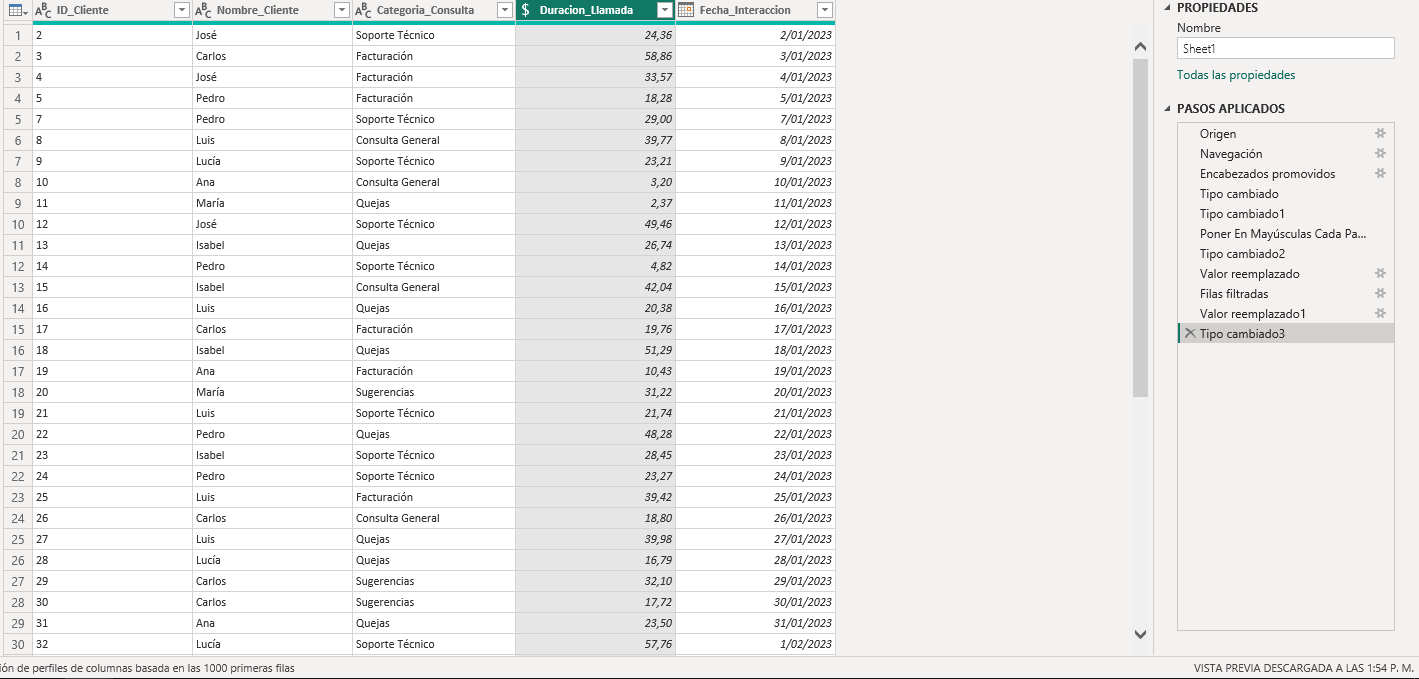 ID_Cliente Nombre_Cliente Categoria_Consulta $ Duracion_Llamada Fecha_Interaccion
1 2 José Soporte Técnico 24,36 2/01/2023
2 3 Carlos Facturación 58,86 3/01/2023
3 4 José Facturación 33,57 4/01/2023
4 5 Pedro Facturación 18,28 5/01/2023
5 7 Pedro Soporte Técnico 29,00 7/01/2023
6 8 Luis Consulta General 39,77 8/01/2023
7 9 Lucía Soporte Técnico 23,21 9/01/2023
8 10 Ana Consulta General 3,20 10/01/2023
9 11 María Quejas 2,37 11/01/2023
10 12 José Soporte Técnico 49,46 12/01/2023
11 13 Isabel Quejas 26,74 13/01/2023
12 14 Pedro Soporte Técnico 4,82 14/01/2023
13 15 Isabel Consulta General 42,04 15/01/2023
14 16 Luis Quejas 20,38 16/01/2023
15 17 Carlos Facturación 19,76 17/01/2023
16 18 Isabel Quejas 51,29 18/01/2023
17 19 Ana Facturación 10,43 19/01/2023
18 20 María Sugerencias 31,22 20/01/2023
19 21 Luis Soporte Técnico 21,74 21/01/2023
20 22 Pedro Quejas 48,28 22/01/2023
21 23 Isabel Soporte Técnico 28,45 23/01/2023
22 24 Pedro Soporte Técnico 23,27 24/01/2023
23 25 Luis Facturación 39,42 25/01/2023
24 26 Carlos Consulta General 18,80 26/01/2023
25 27 Luis Quejas 39,98 27/01/2023
26 28 Lucía Quejas 16,79 28/01/2023
27 29 Carlos Sugerencias 32,10 29/01/2023
28 30 Carlos Sugerencias 17,72 30/01/2023
29 31 Ana Quejas 23,50 31/01/2023
30 32 Lucía Soporte Técnico 57,76 1/02/2023
PROPIEDADES
Nombre
Sheet1
Todas las propiedades
PASOS APLICADOS
Origen
Navegación
Encabezados promovidos
Tipo cambiado
Tipo cambiado1
Poner En Mayúsculas Cada Pa...
Tipo cambiado2
Valor reemplazado
Filas filtradas
Valor reemplazado1
Tipo cambiado3
ión de perfiles de columnas basada en las 1000 primeras filas
VISTA PREVIA DESCARGADA A LAS 1:54 P. M.